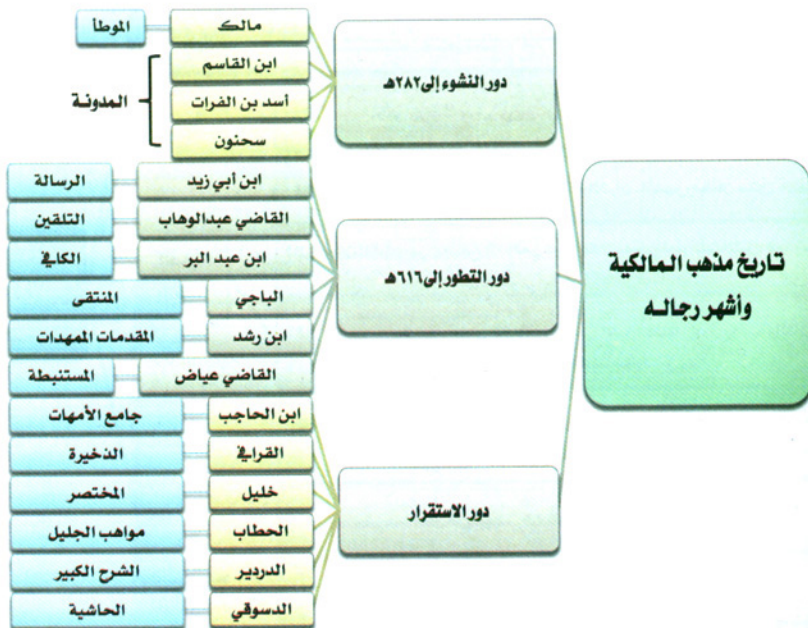 تاريخ مذهب المالكية
وأشهر رجاله
دور النشوء إلى ٢٨٢هـ
مالك
الموطأ
ابن القاسم
أسد بن الفرات
سحنون
المدونة
دور التطور إلى ٦١٦هـ
ابن أبي زيد
الرسالة
القاضي عبدالوهاب
التلقين
ابن عبد البر
الكافي
الباجي
المنتقى
ابن رشد
المقدمات الممهدات
القاضي عياض
المستنبطة
دور الاستقرار
ابن الحاجب
جامع الأمهات
القرافي
الذخيرة
خليل
المختصر
الحطاب
مواهب الجليل
الدردير
الشرح الكبير
الدسوقي
الحاشية